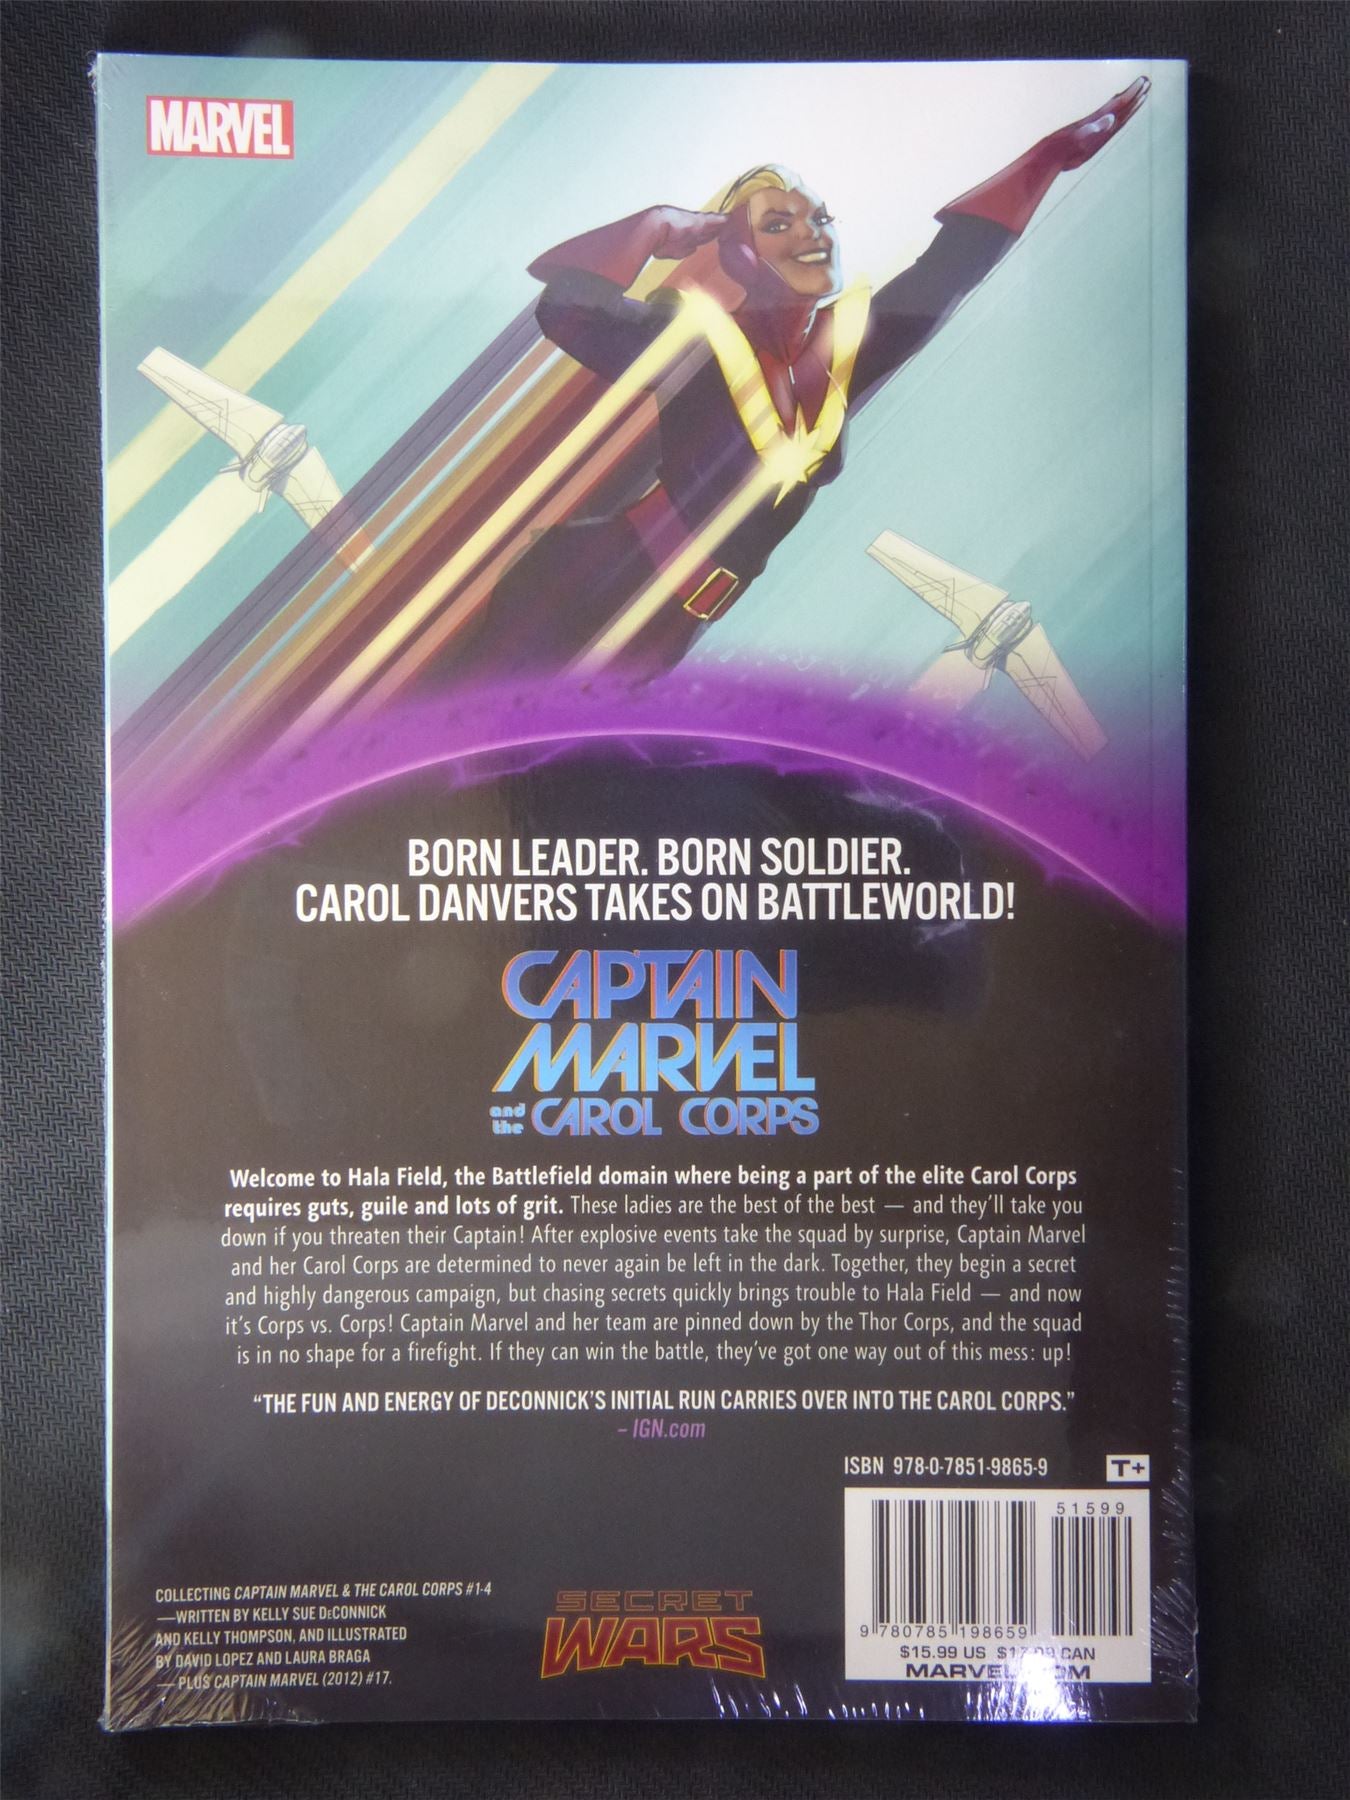 MARVEL
BORN LEADER. BORN SOLDIER.
CAROL DANVERS TAKES ON BATTLEWORLD!
CAPTAIN
MARVEL
and the CAROL CORPS
Welcome to Hala Field, the Battlefield domain where being a part of the elite Carol Corps
requires guts, guile and lots of grit. These ladies are the best of the best — and they'll take you
down if you threaten their Captain! After explosive events take the squad by surprise, Captain Marvel
and her Carol Corps are determined to never again be left in the dark. Together, they begin a secret
and highly dangerous campaign, but chasing secrets quickly brings trouble to Hala Field — and now
it's Corps vs. Corps! Captain Marvel and her team are pinned down by the Thor Corps, and the squad
is in no shape for a firefight. If they can win the battle, they've got one way out of this mess: up!
“THE FUN AND ENERGY OF DECONNICK'S INITIAL RUN CARRIES OVER INTO THE CAROL CORPS.”
– IGN.com
ISBN 978-0-7851-9865-9
T+
51599
9 780785 198659
$15.99 US CAN
COLLECTING CAPTAIN MARVEL & THE CAROL CORPS #1-4
—WRITTEN BY KELLY SUE DeCONNICK
AND KELLY THOMPSON, AND ILLUSTRATED
BY DAVID LOPEZ AND LAURA BRAGA
—PLUS CAPTAIN MARVEL (2012) #17.
SECRET
WARS